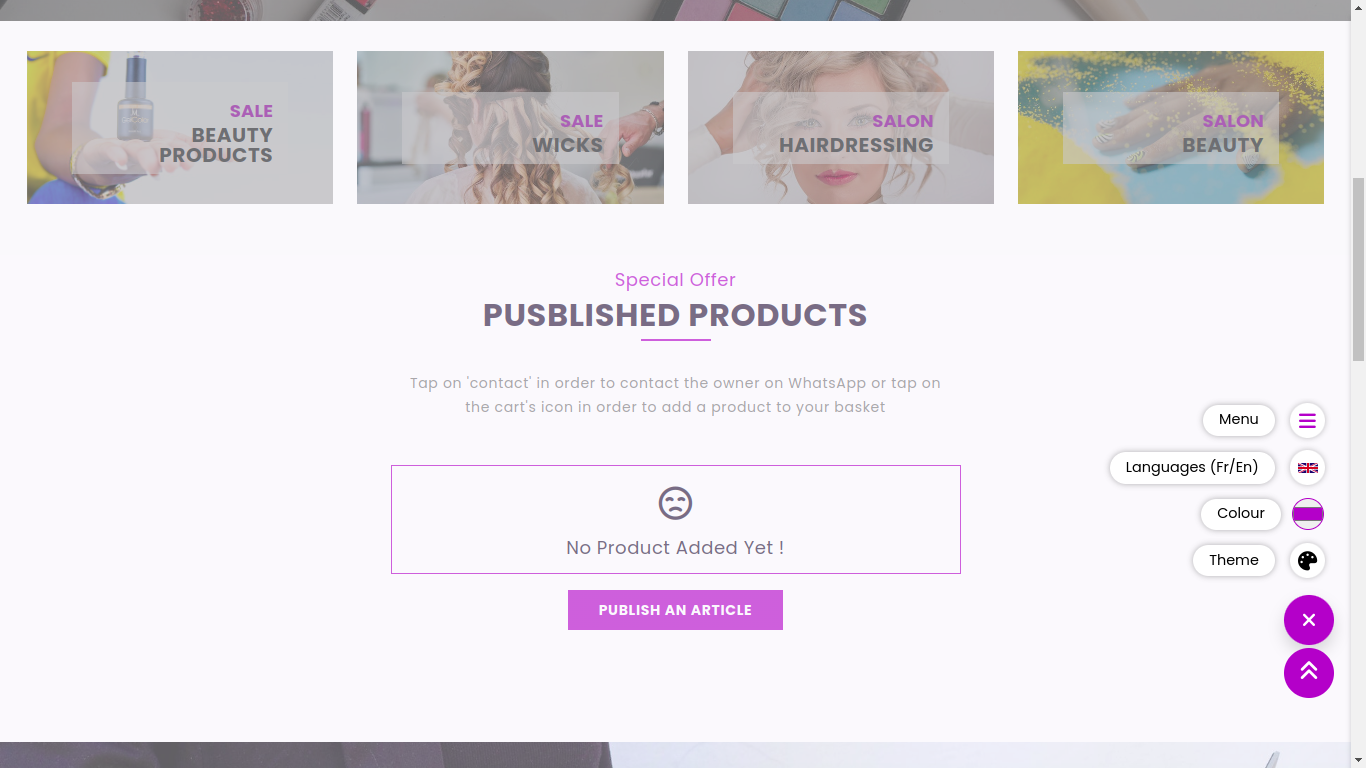 SALE
BEAUTY
PRODUCTS
SALE
WICKS
SALON
HAIRDRESSING
SALON
BEAUTY
Special Offer
PUSBLISHED PRODUCTS
Tap on 'contact' in order to contact the owner on WhatsApp or tap on
the cart's icon in order to add a product to your basket
No Product Added Yet !
PUBLISH AN ARTICLE
Menu
Languages (Fr/En)
Colour
Theme